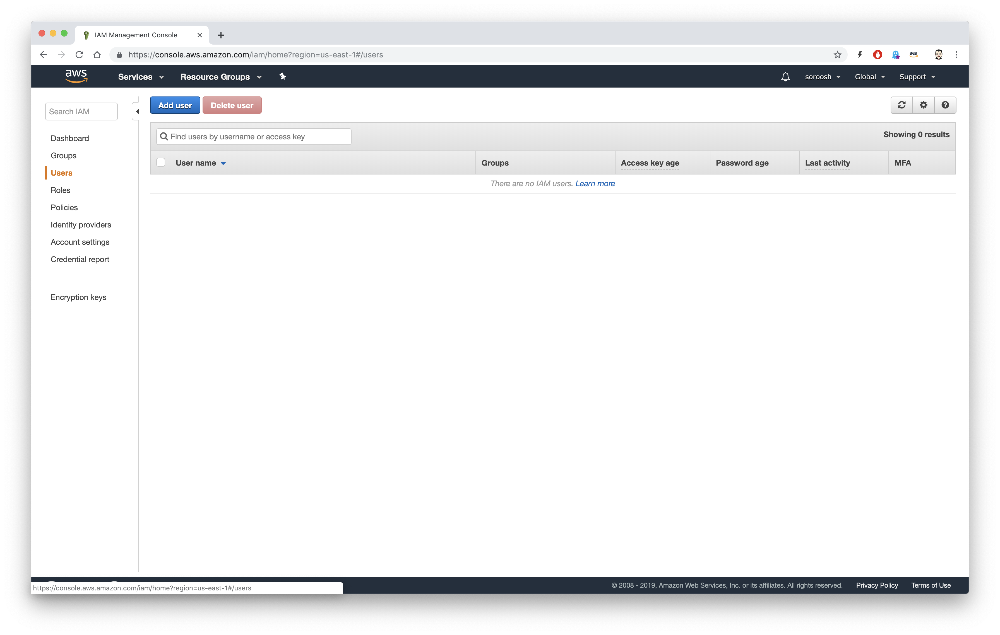 IAM Management Console
https://console.aws.amazon.com/iam/home?region=us-east-1#/users
aea
aws Services Resource Groups soroosh Global Support
Search IAM
Add user Delete user
Dashboard
Groups
Users
Roles
Policies
Identity providers
Account settings
Credential report
Encryption keys
Find users by username or access key
Showing 0 results
User name Groups Access key age Password age Last activity MFA
There are no IAM users. Learn more
https://console.aws.amazon.com/iam/home?region=us-east-1#/users
© 2008 - 2019, Amazon Web Services, Inc. or its affiliates. All rights reserved. Privacy Policy Terms of Use